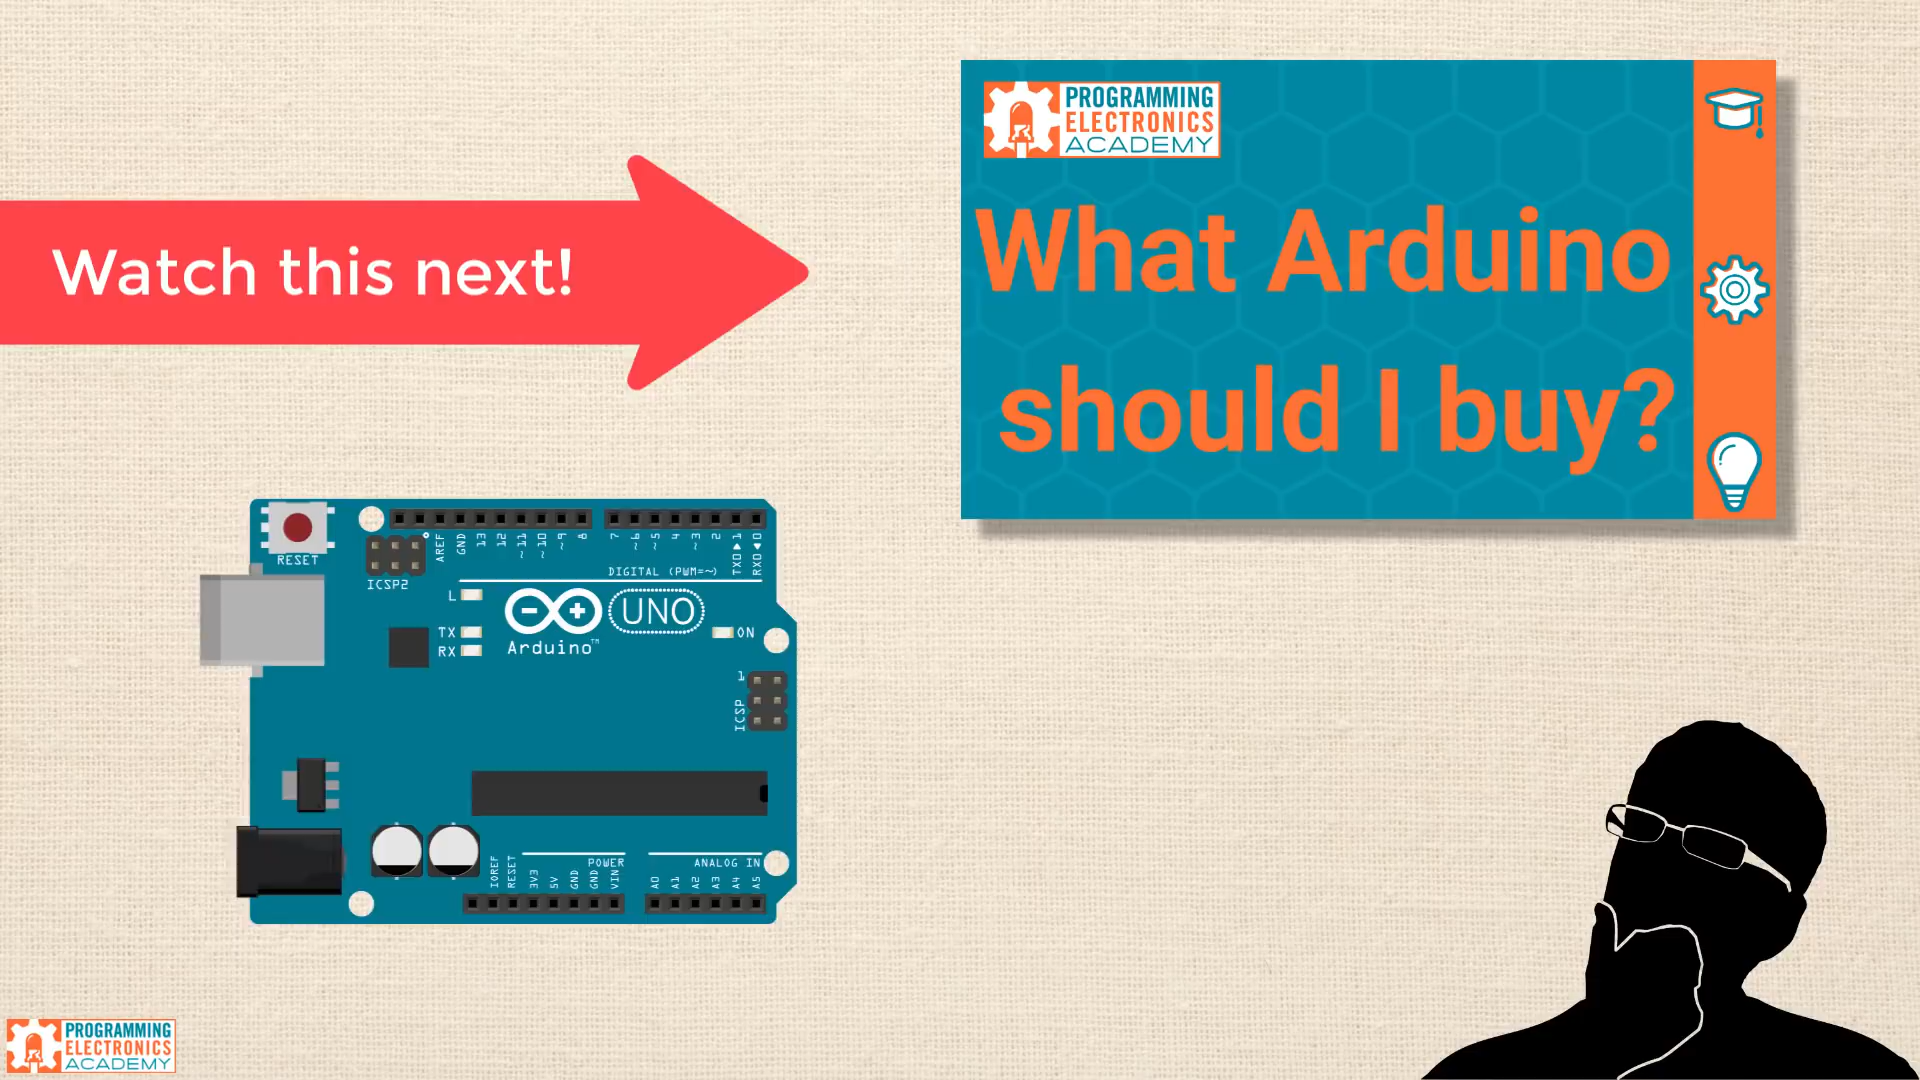 PROGRAMMING
ELECTRONICS
ACADEMY
What Arduino
should I buy?
Watch this next!
RESET
ICSP2
AREF
GND
13
12
~11
~10
~9
8
7
~6
~5
4
~3
2
TX0▶1
RX0◀0
DIGITAL (PWM=~)
L
TX
RX
Arduino™
UNO
ON
1
ICSP
IOREF
RESET
3V3
5V
GND
GND
VIN
POWER
ANALOG IN
A0
A1
A2
A3
A4
A5
PROGRAMMING
ELECTRONICS
ACADEMY